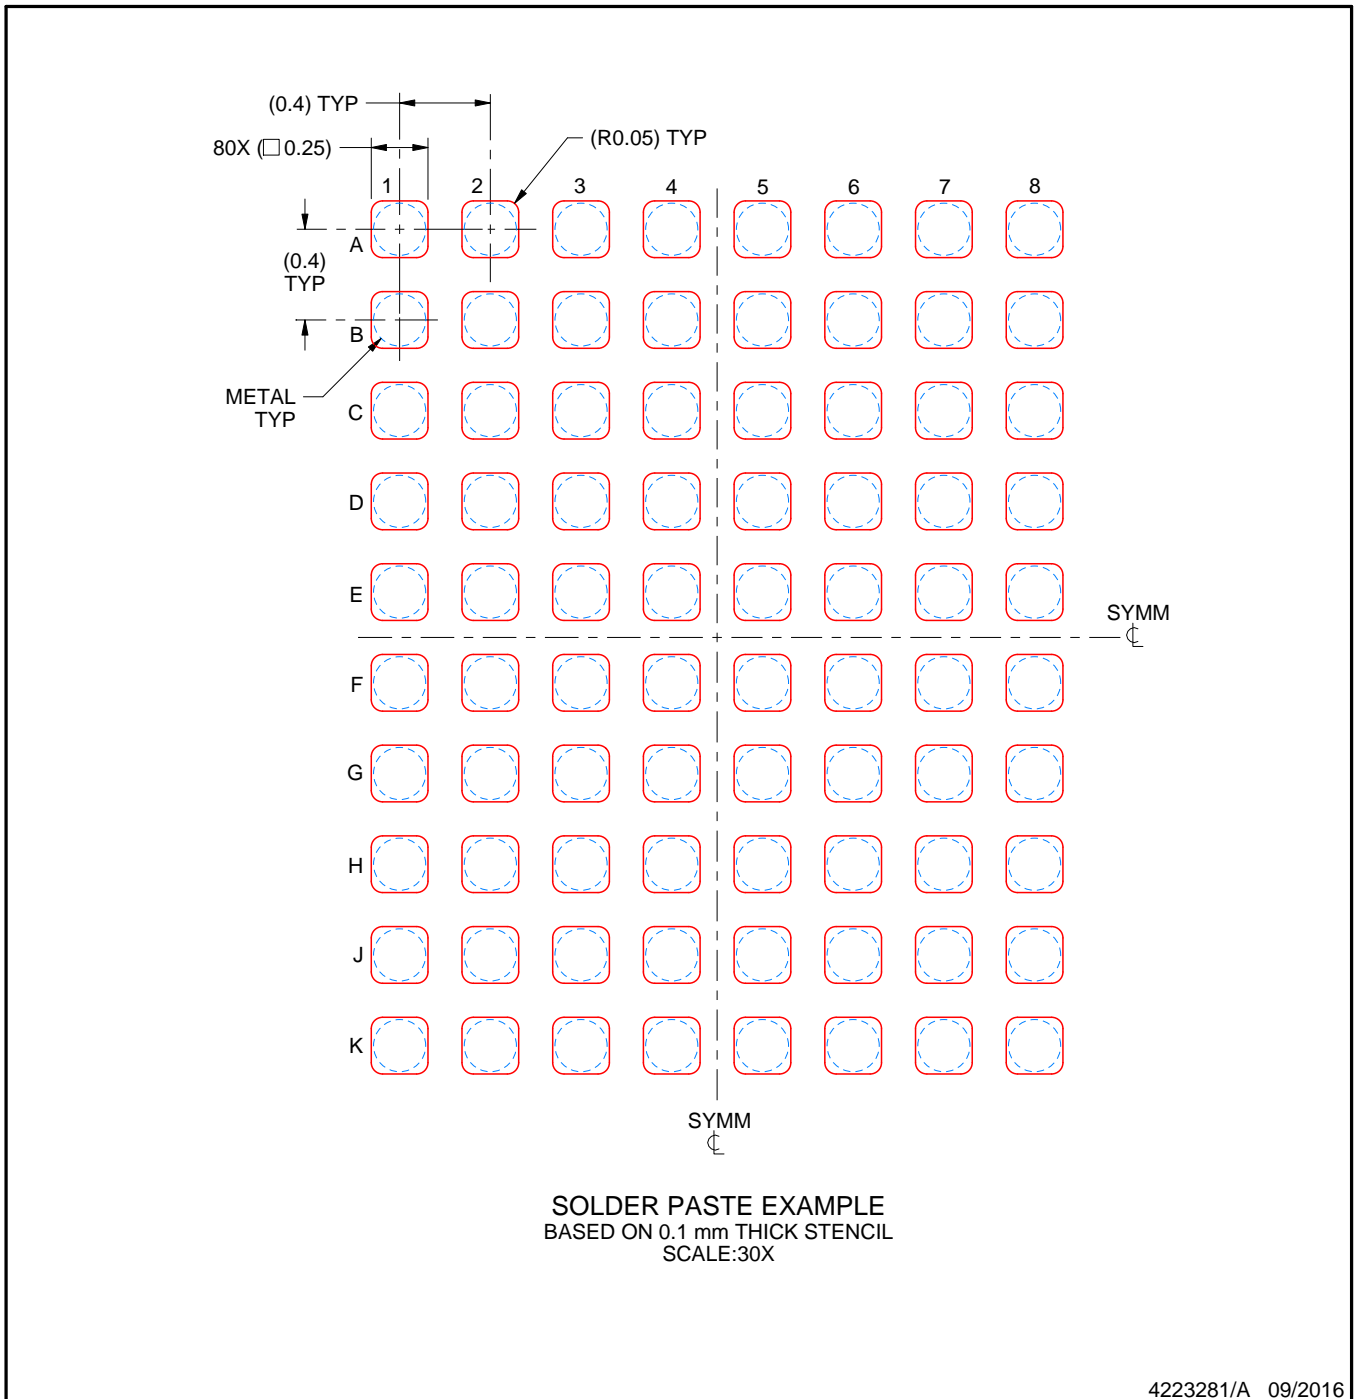 (0.4) TYP
80X (□ 0.25)
(R0.05) TYP
1 2 3 4 5 6 7 8
A
(0.4)
TYP
B
METAL
TYP
C
D
E
SYMM
℄
F
G
H
J
K
SYMM
℄
SOLDER PASTE EXAMPLE
BASED ON 0.1 mm THICK STENCIL
SCALE:30X
4223281/A 09/2016